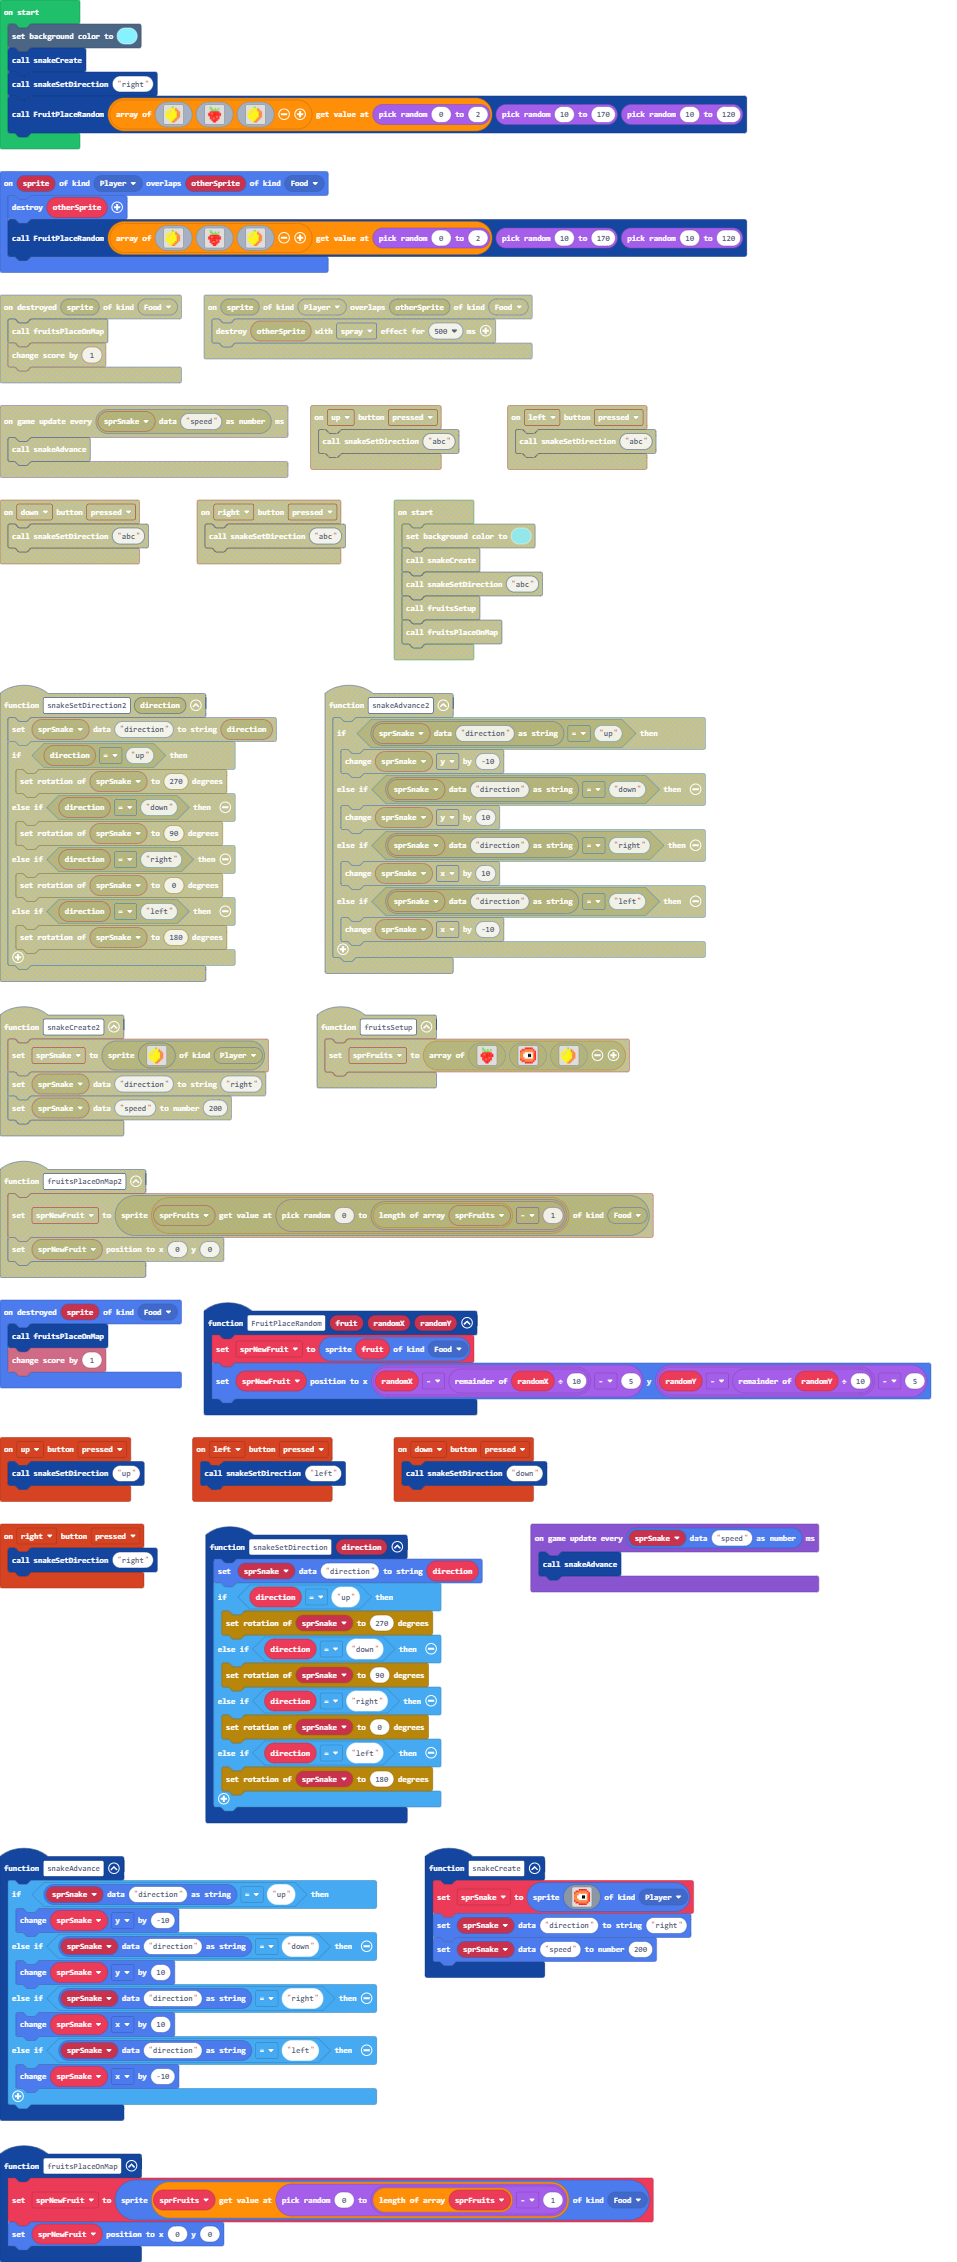 on start
set background color to
call snakeCreate
call snakeSetDirection "right"
call FruitPlaceRandom array of get value at pick random 0 to 2 pick random 10 to 170 pick random 10 to 120
on sprite of kind Player overlaps otherSprite of kind Food
destroy otherSprite
call FruitPlaceRandom array of get value at pick random 0 to 2 pick random 10 to 170 pick random 10 to 120
on destroyed sprite of kind Food
call fruitsPlaceOnMap
change score by 1
on sprite of kind Player overlaps otherSprite of kind Food
destroy otherSprite with spray effect for 500 ms
on game update every sprSnake data "speed" as number ms
call snakeAdvance
on up button pressed
call snakeSetDirection "abc"
on left button pressed
call snakeSetDirection "abc"
on down button pressed
call snakeSetDirection "abc"
on right button pressed
call snakeSetDirection "abc"
on start
set background color to
call snakeCreate
call snakeSetDirection "abc"
call fruitsSetup
call fruitsPlaceOnMap
function snakeSetDirection2 direction
set sprSnake data "direction" to string direction
if direction = "up" then
set rotation of sprSnake to 270 degrees
else if direction = "down" then
set rotation of sprSnake to 90 degrees
else if direction = "right" then
set rotation of sprSnake to 0 degrees
else if direction = "left" then
set rotation of sprSnake to 180 degrees
function snakeAdvance2
if sprSnake data "direction" as string = "up" then
change sprSnake y by -10
else if sprSnake data "direction" as string = "down" then
change sprSnake y by 10
else if sprSnake data "direction" as string = "right" then
change sprSnake x by 10
else if sprSnake data "direction" as string = "left" then
change sprSnake x by -10
function snakeCreate2
set sprSnake to sprite of kind Player
set sprSnake data "direction" to string "right"
set sprSnake data "speed" to number 200
function fruitsSetup
set sprFruits to array of
function fruitsPlaceOnMap2
set sprNewFruit to sprite sprFruits get value at pick random 0 to length of array sprFruits - 1 of kind Food
set sprNewFruit position to x 0 y 0
on destroyed sprite of kind Food
call fruitsPlaceOnMap
change score by 1
function FruitPlaceRandom fruit randomX randomY
set sprNewFruit to sprite fruit of kind Food
set sprNewFruit position to x randomX - remainder of randomX ÷ 10 - 5 y randomY - remainder of randomY ÷ 10 - 5
on up button pressed
call snakeSetDirection "up"
on left button pressed
call snakeSetDirection "left"
on down button pressed
call snakeSetDirection "down"
on right button pressed
call snakeSetDirection "right"
function snakeSetDirection direction
set sprSnake data "direction" to string direction
if direction = "up" then
set rotation of sprSnake to 270 degrees
else if direction = "down" then
set rotation of sprSnake to 90 degrees
else if direction = "right" then
set rotation of sprSnake to 0 degrees
else if direction = "left" then
set rotation of sprSnake to 180 degrees
on game update every sprSnake data "speed" as number ms
call snakeAdvance
function snakeAdvance
if sprSnake data "direction" as string = "up" then
change sprSnake y by -10
else if sprSnake data "direction" as string = "down" then
change sprSnake y by 10
else if sprSnake data "direction" as string = "right" then
change sprSnake x by 10
else if sprSnake data "direction" as string = "left" then
change sprSnake x by -10
function snakeCreate
set sprSnake to sprite of kind Player
set sprSnake data "direction" to string "right"
set sprSnake data "speed" to number 200
function fruitsPlaceOnMap
set sprNewFruit to sprite sprFruits get value at pick random 0 to length of array sprFruits - 1 of kind Food
set sprNewFruit position to x 0 y 0